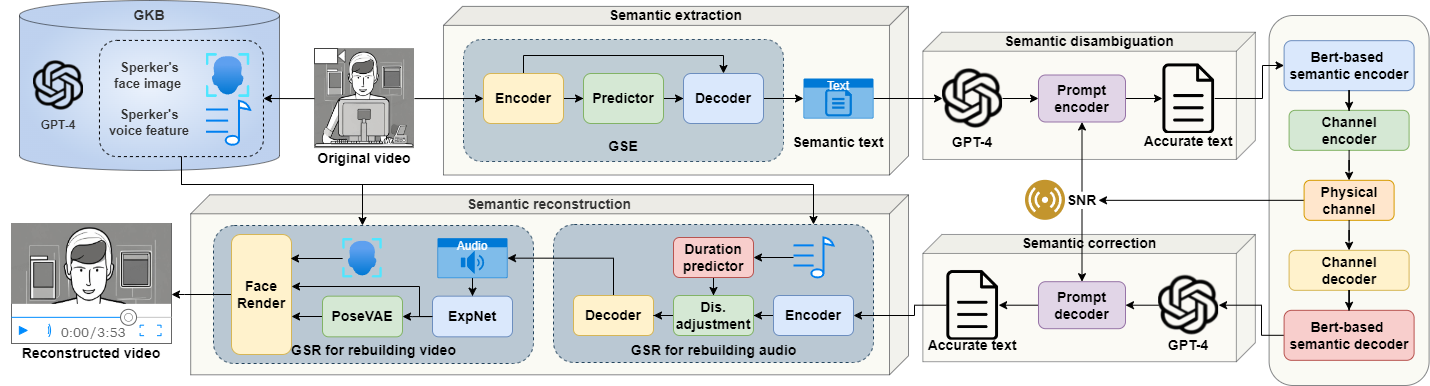 GKB
Sperker's
face image
Sperker's
voice feature
GPT-4
Original video
Semantic extraction
Encoder
Predictor
Decoder
GSE
Text
Semantic text
Semantic disambiguation
GPT-4
Prompt
encoder
Accurate text
Bert-based
semantic encoder
Channel
encoder
Physical
channel
Channel
decoder
Bert-based
semantic decoder
SNR
Semantic correction
Accurate text
Prompt
decoder
GPT-4
Semantic reconstruction
Face
Render
Audio
PoseVAE
ExpNet
GSR for rebuilding video
Duration
predictor
Decoder
Dis.
adjustment
Encoder
GSR for rebuilding audio
0:00/3:53
Reconstructed video